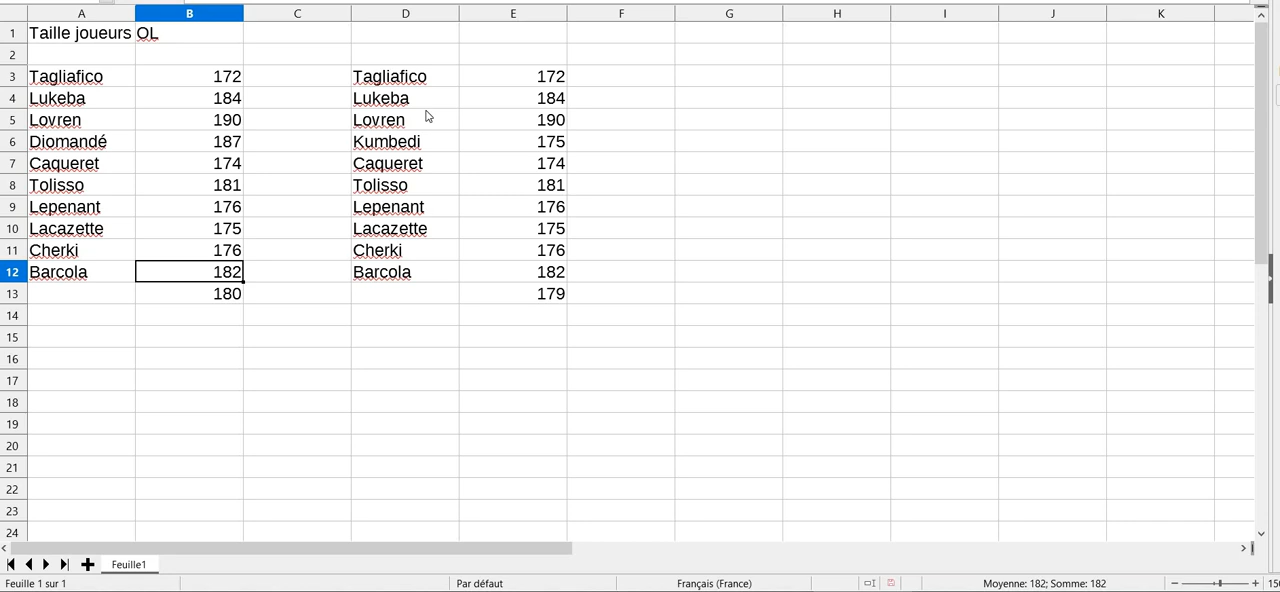 A B C D E F G H I J K
1 Taille joueurs OL
2
3 Tagliafico 172 Tagliafico 172
4 Lukeba 184 Lukeba 184
5 Lovren 190 Lovren 190
6 Diomandé 187 Kumbedi 175
7 Caqueret 174 Caqueret 174
8 Tolisso 181 Tolisso 181
9 Lepenant 176 Lepenant 176
10 Lacazette 175 Lacazette 175
11 Cherki 176 Cherki 176
12 Barcola 182 Barcola 182
13 180 179
14
15
16
17
18
19
20
21
22
23
24
Feuille1
Feuille 1 sur 1 Par défaut Français (France) Moyenne: 182; Somme: 182